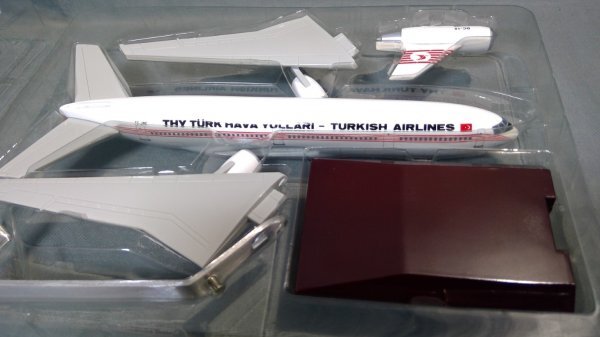 THY TÜRK HAVA YOLLARI - TURKISH AIRLINES